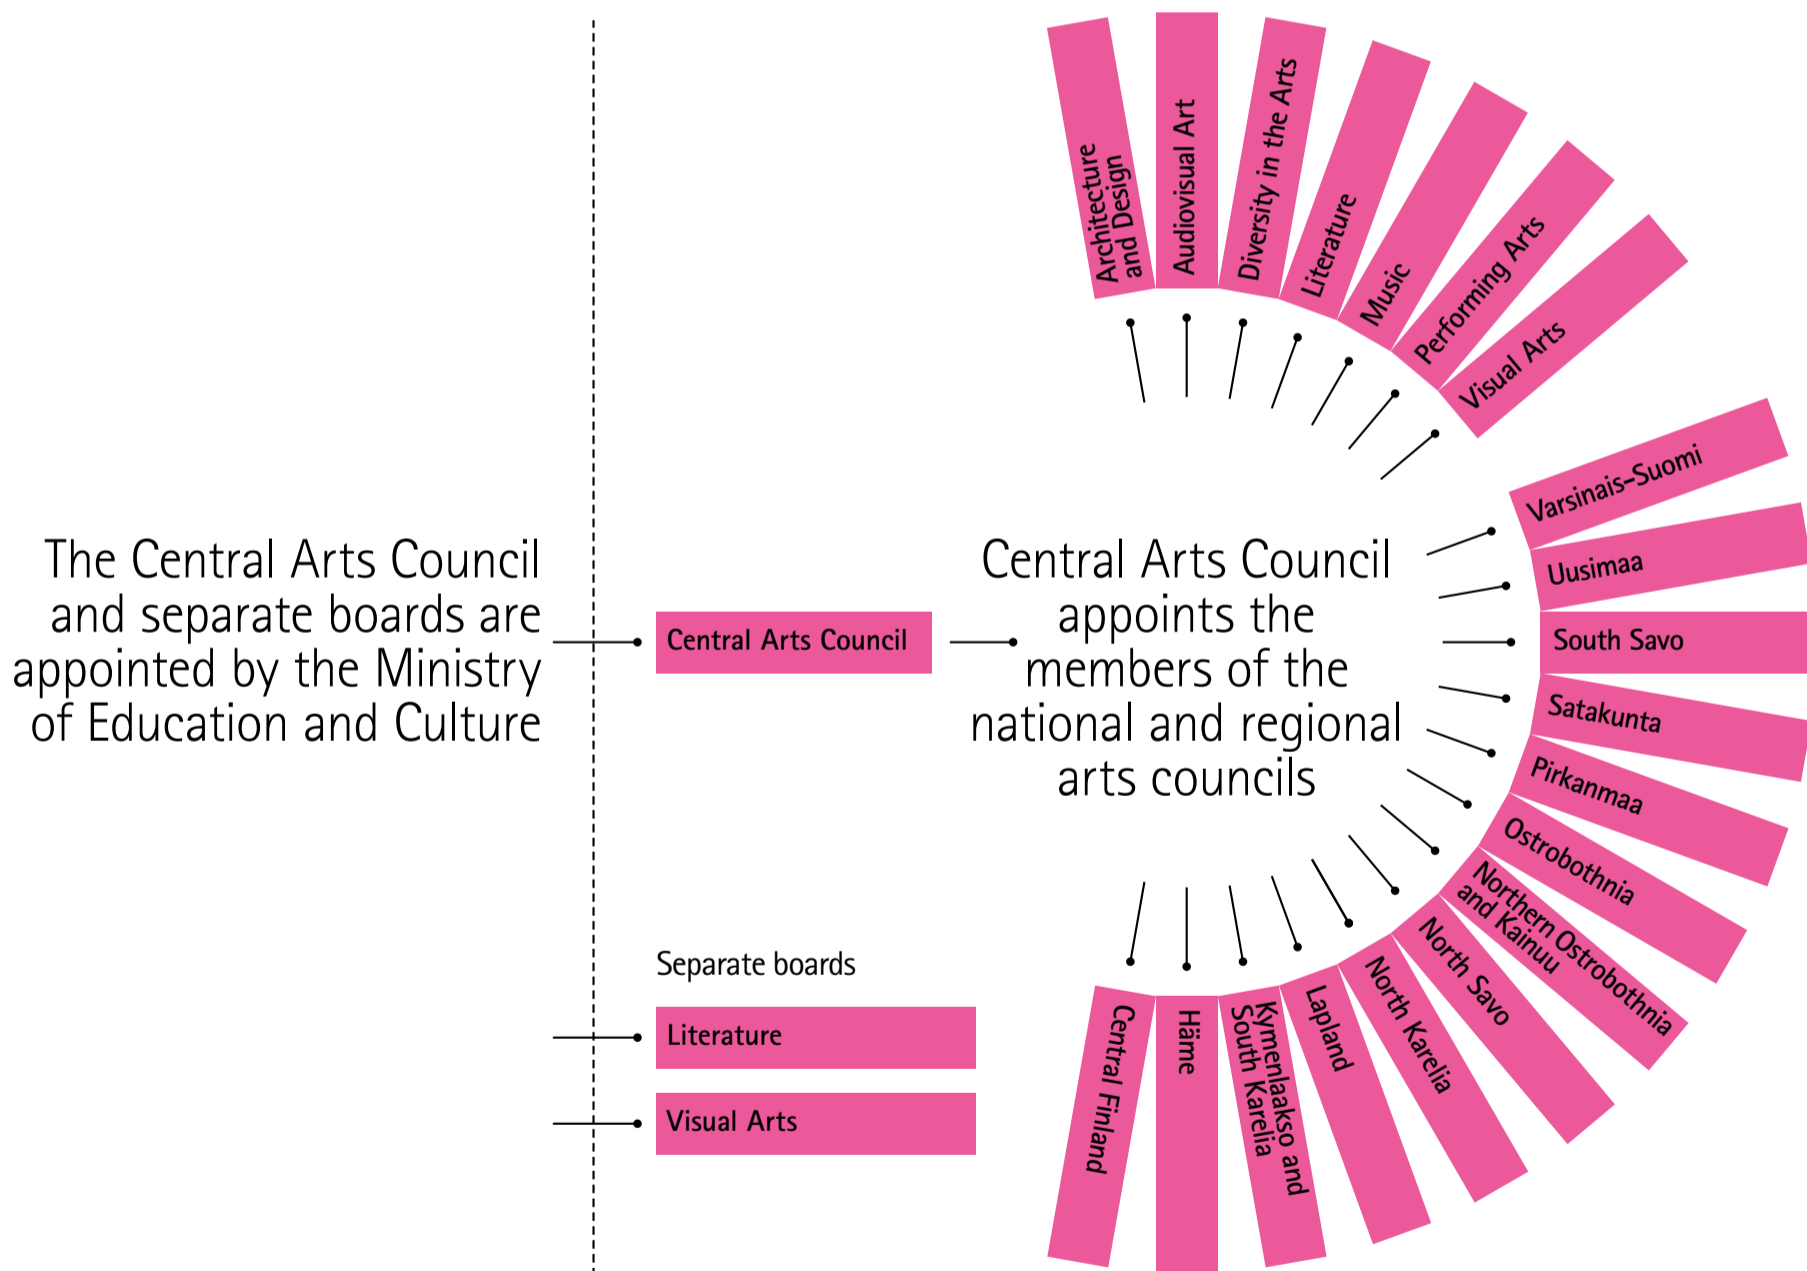 The Central Arts Council
and separate boards are
appointed by the Ministry
of Education and Culture
Central Arts Council
Separate boards
Literature
Visual Arts
Central Arts Council
appoints the
members of the
national and regional
arts councils
Architecture
and Design
Audiovisual Art
Diversity in the Arts
Literature
Music
Performing Arts
Visual Arts
Varsinais-Suomi
Uusimaa
South Savo
Satakunta
Pirkanmaa
Ostrobothnia
Northern Ostrobothnia
and Kainuu
North Savo
North Karelia
Lapland
Kymenlaakso and
South Karelia
Häme
Central Finland